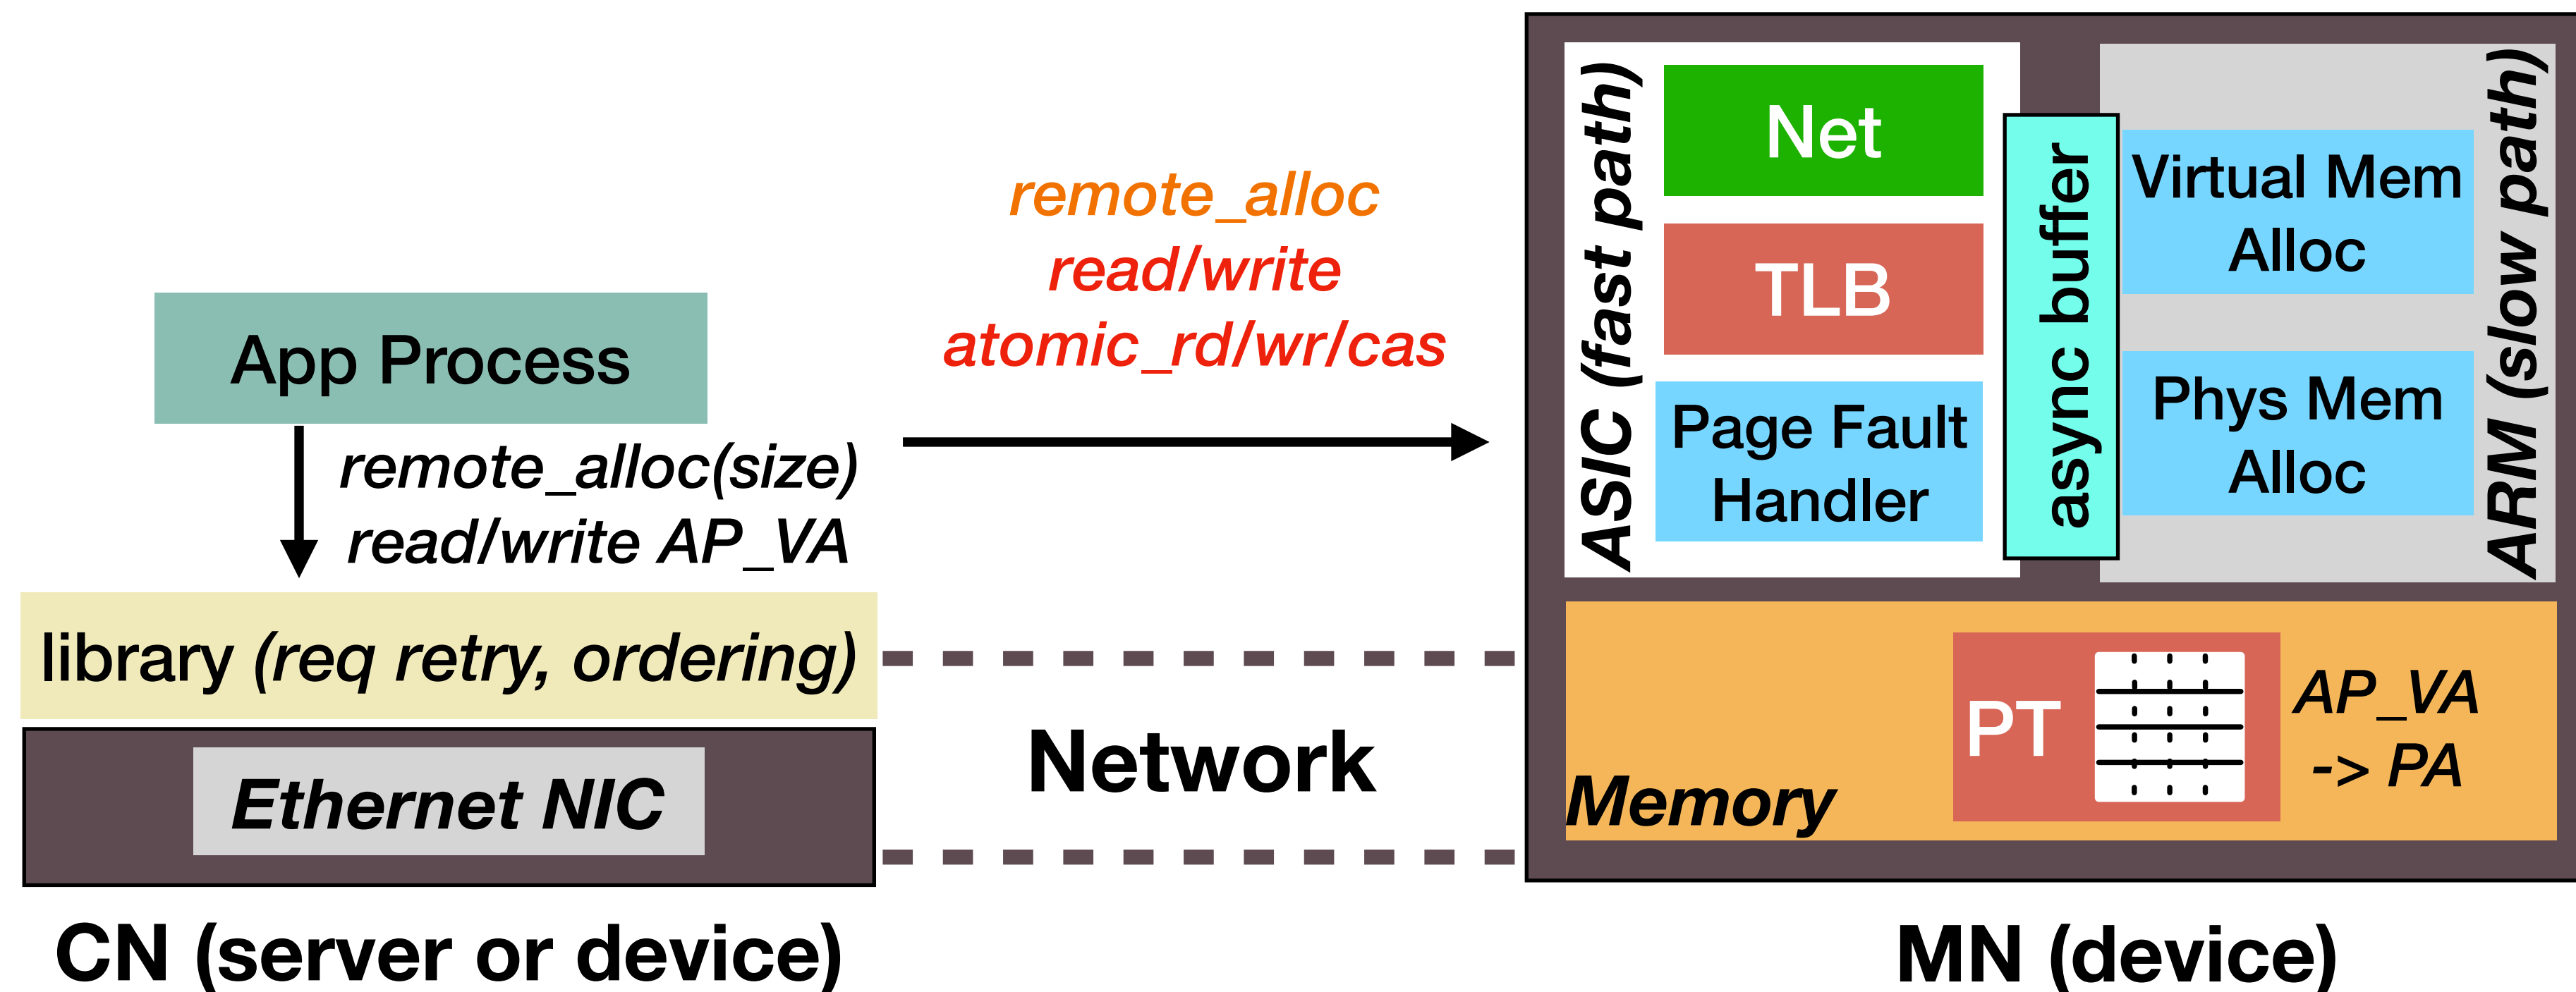 App Process
remote_alloc(size)
read/write AP_VA
library (req retry, ordering)
Ethernet NIC
CN (server or device)
remote_alloc
read/write
atomic_rd/wr/cas
Network
ASIC (fast path)
Net
TLB
Page Fault
Handler
async buffer
Virtual Mem
Alloc
Phys Mem
Alloc
ARM (slow path)
Memory
PT
AP_VA
-> PA
MN (device)